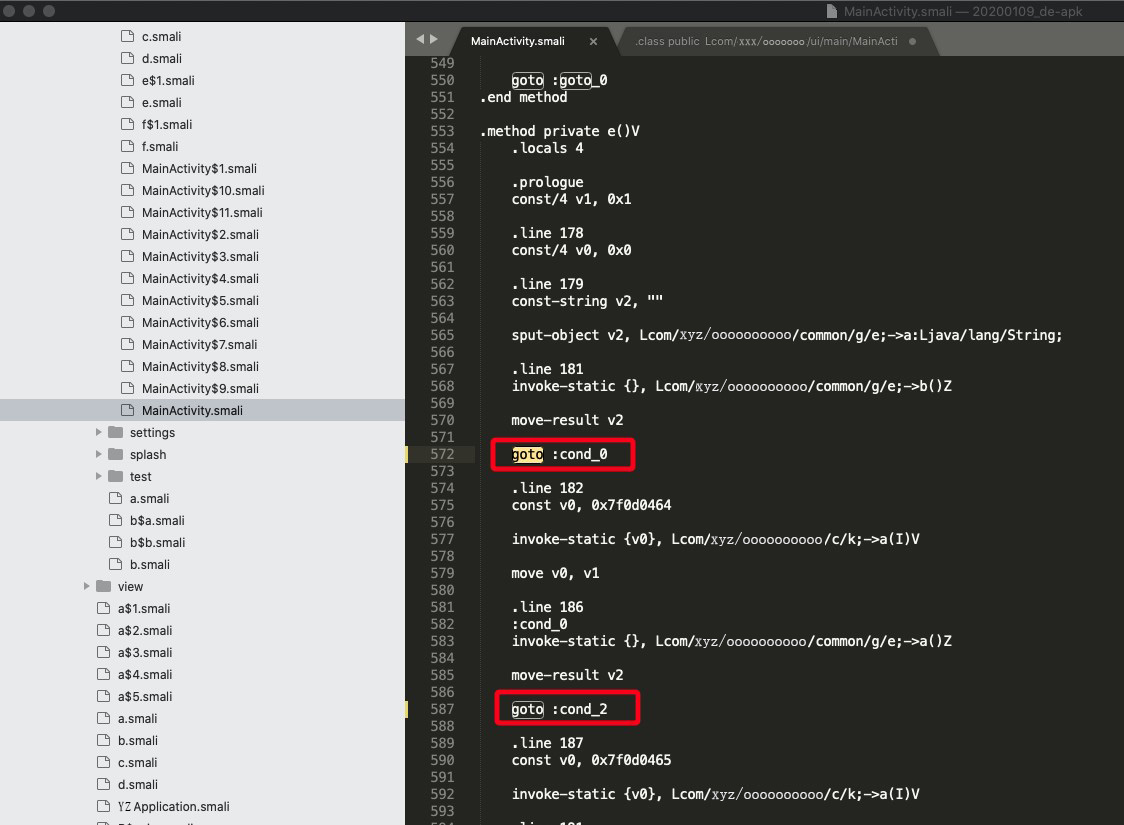 MainActivity.smali — 20200109_de-apk
c.smali
d.smali
e$1.smali
e.smali
f$1.smali
f.smali
MainActivity$1.smali
MainActivity$10.smali
MainActivity$11.smali
MainActivity$2.smali
MainActivity$3.smali
MainActivity$4.smali
MainActivity$5.smali
MainActivity$6.smali
MainActivity$7.smali
MainActivity$8.smali
MainActivity$9.smali
MainActivity.smali
settings
splash
test
a.smali
b$a.smali
b$b.smali
b.smali
view
a$1.smali
a$2.smali
a$3.smali
a$4.smali
a$5.smali
a.smali
b.smali
c.smali
d.smali
YZ Application.smali
MainActivity.smali ×
.class public Lcom/xxx/ooooooo/ui/main/MainActi
549
550 goto :goto_0
551 .end method
552
553 .method private e()V
554 .locals 4
555
556 .prologue
557 const/4 v1, 0x1
558
559 .line 178
560 const/4 v0, 0x0
561
562 .line 179
563 const-string v2, ""
564
565 sput-object v2, Lcom/xyz/oooooooooo/common/g/e;->a:Ljava/lang/String;
566
567 .line 181
568 invoke-static {}, Lcom/xyz/oooooooooo/common/g/e;->b()Z
569
570 move-result v2
571
572 goto :cond_0
573
574 .line 182
575 const v0, 0x7f0d0464
576
577 invoke-static {v0}, Lcom/xyz/oooooooooo/c/k;->a(I)V
578
579 move v0, v1
580
581 .line 186
582 :cond_0
583 invoke-static {}, Lcom/xyz/oooooooooo/common/g/e;->a()Z
584
585 move-result v2
586
587 goto :cond_2
588
589 .line 187
590 const v0, 0x7f0d0465
591
592 invoke-static {v0}, Lcom/xyz/oooooooooo/c/k;->a(I)V
593